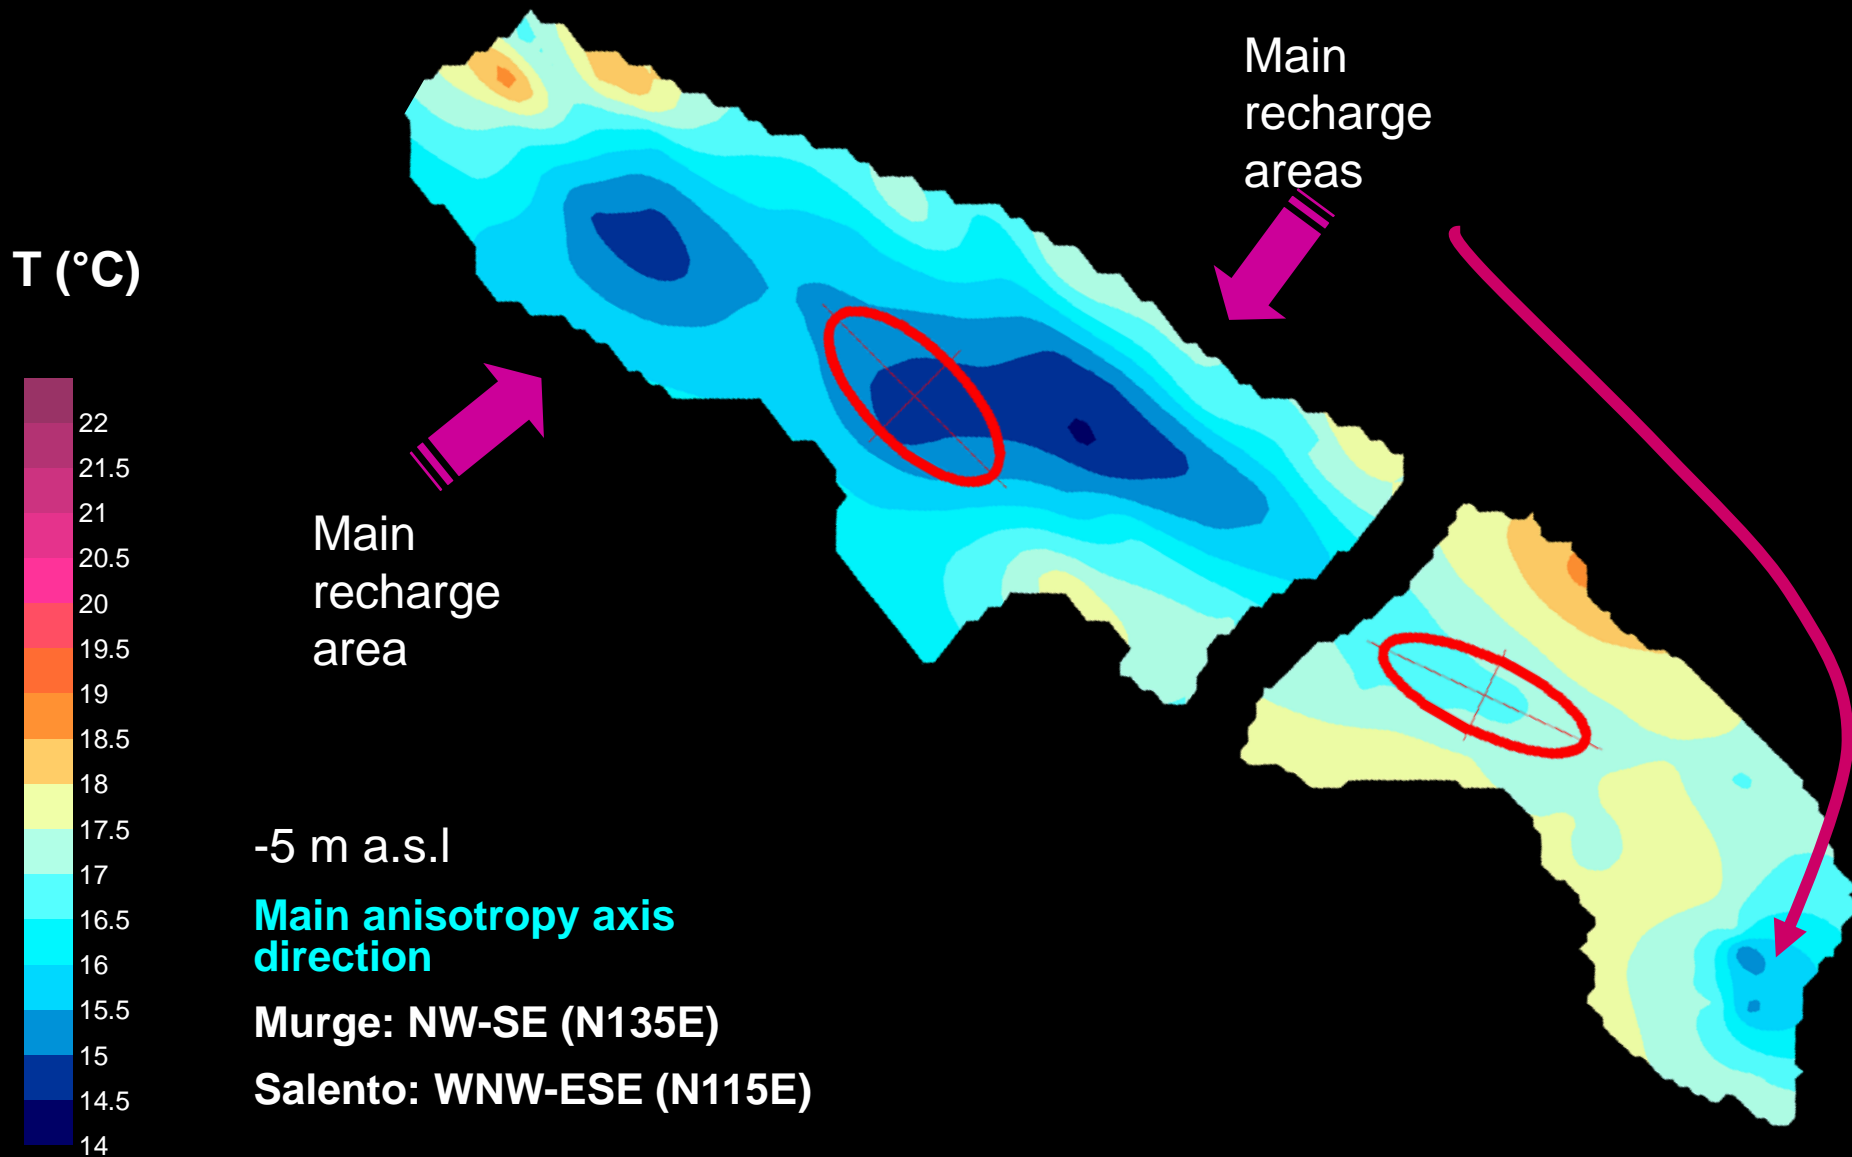 Main
recharge
areas
T (°C)
22
21.5
21
20.5
20
19.5
19
18.5
18
17.5
17
16.5
16
15.5
15
14.5
14
Main
recharge
area
-5 m a.s.l
Main anisotropy axis
direction
Murge: NW-SE (N135E)
Salento: WNW-ESE (N115E)